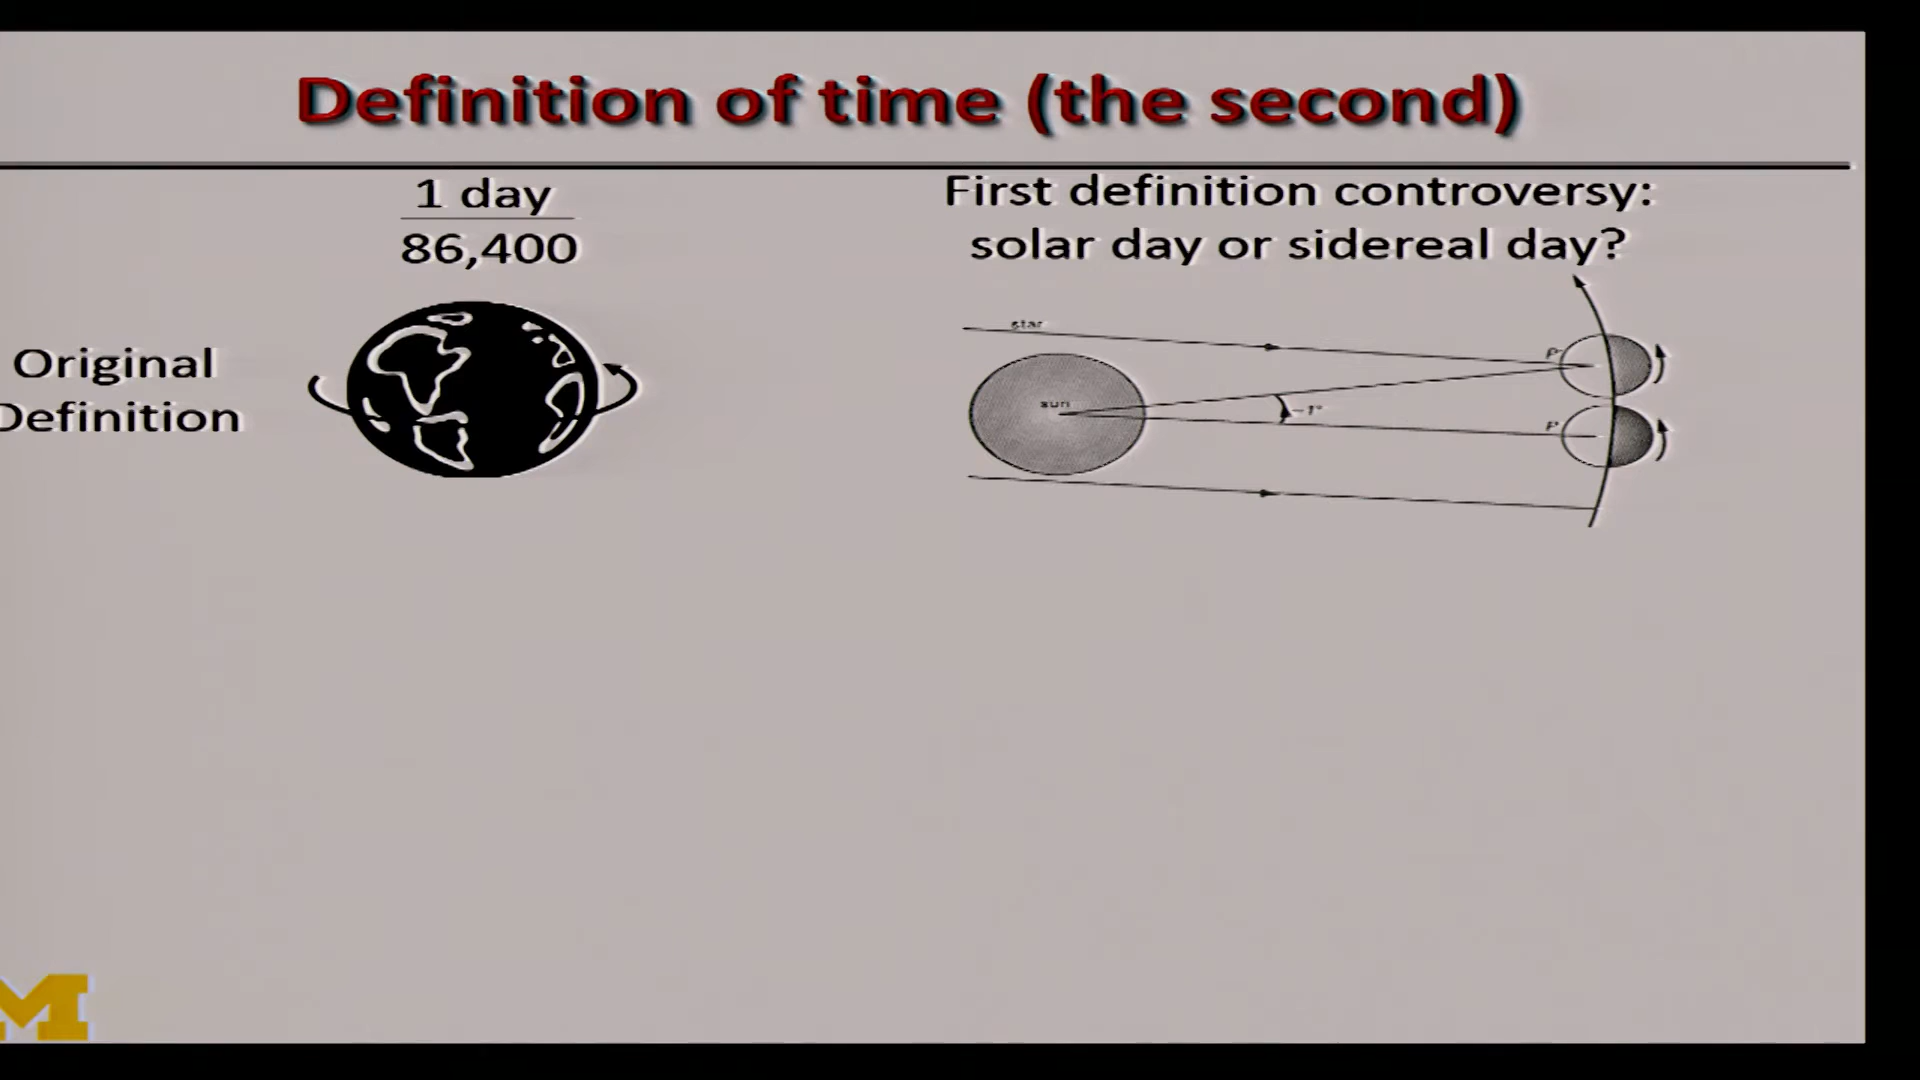 Definition of time (the second)
1 day
86,400
First definition controversy:
solar day or sidereal day?
Original
Definition
star
sun
~1°
P'
P
M